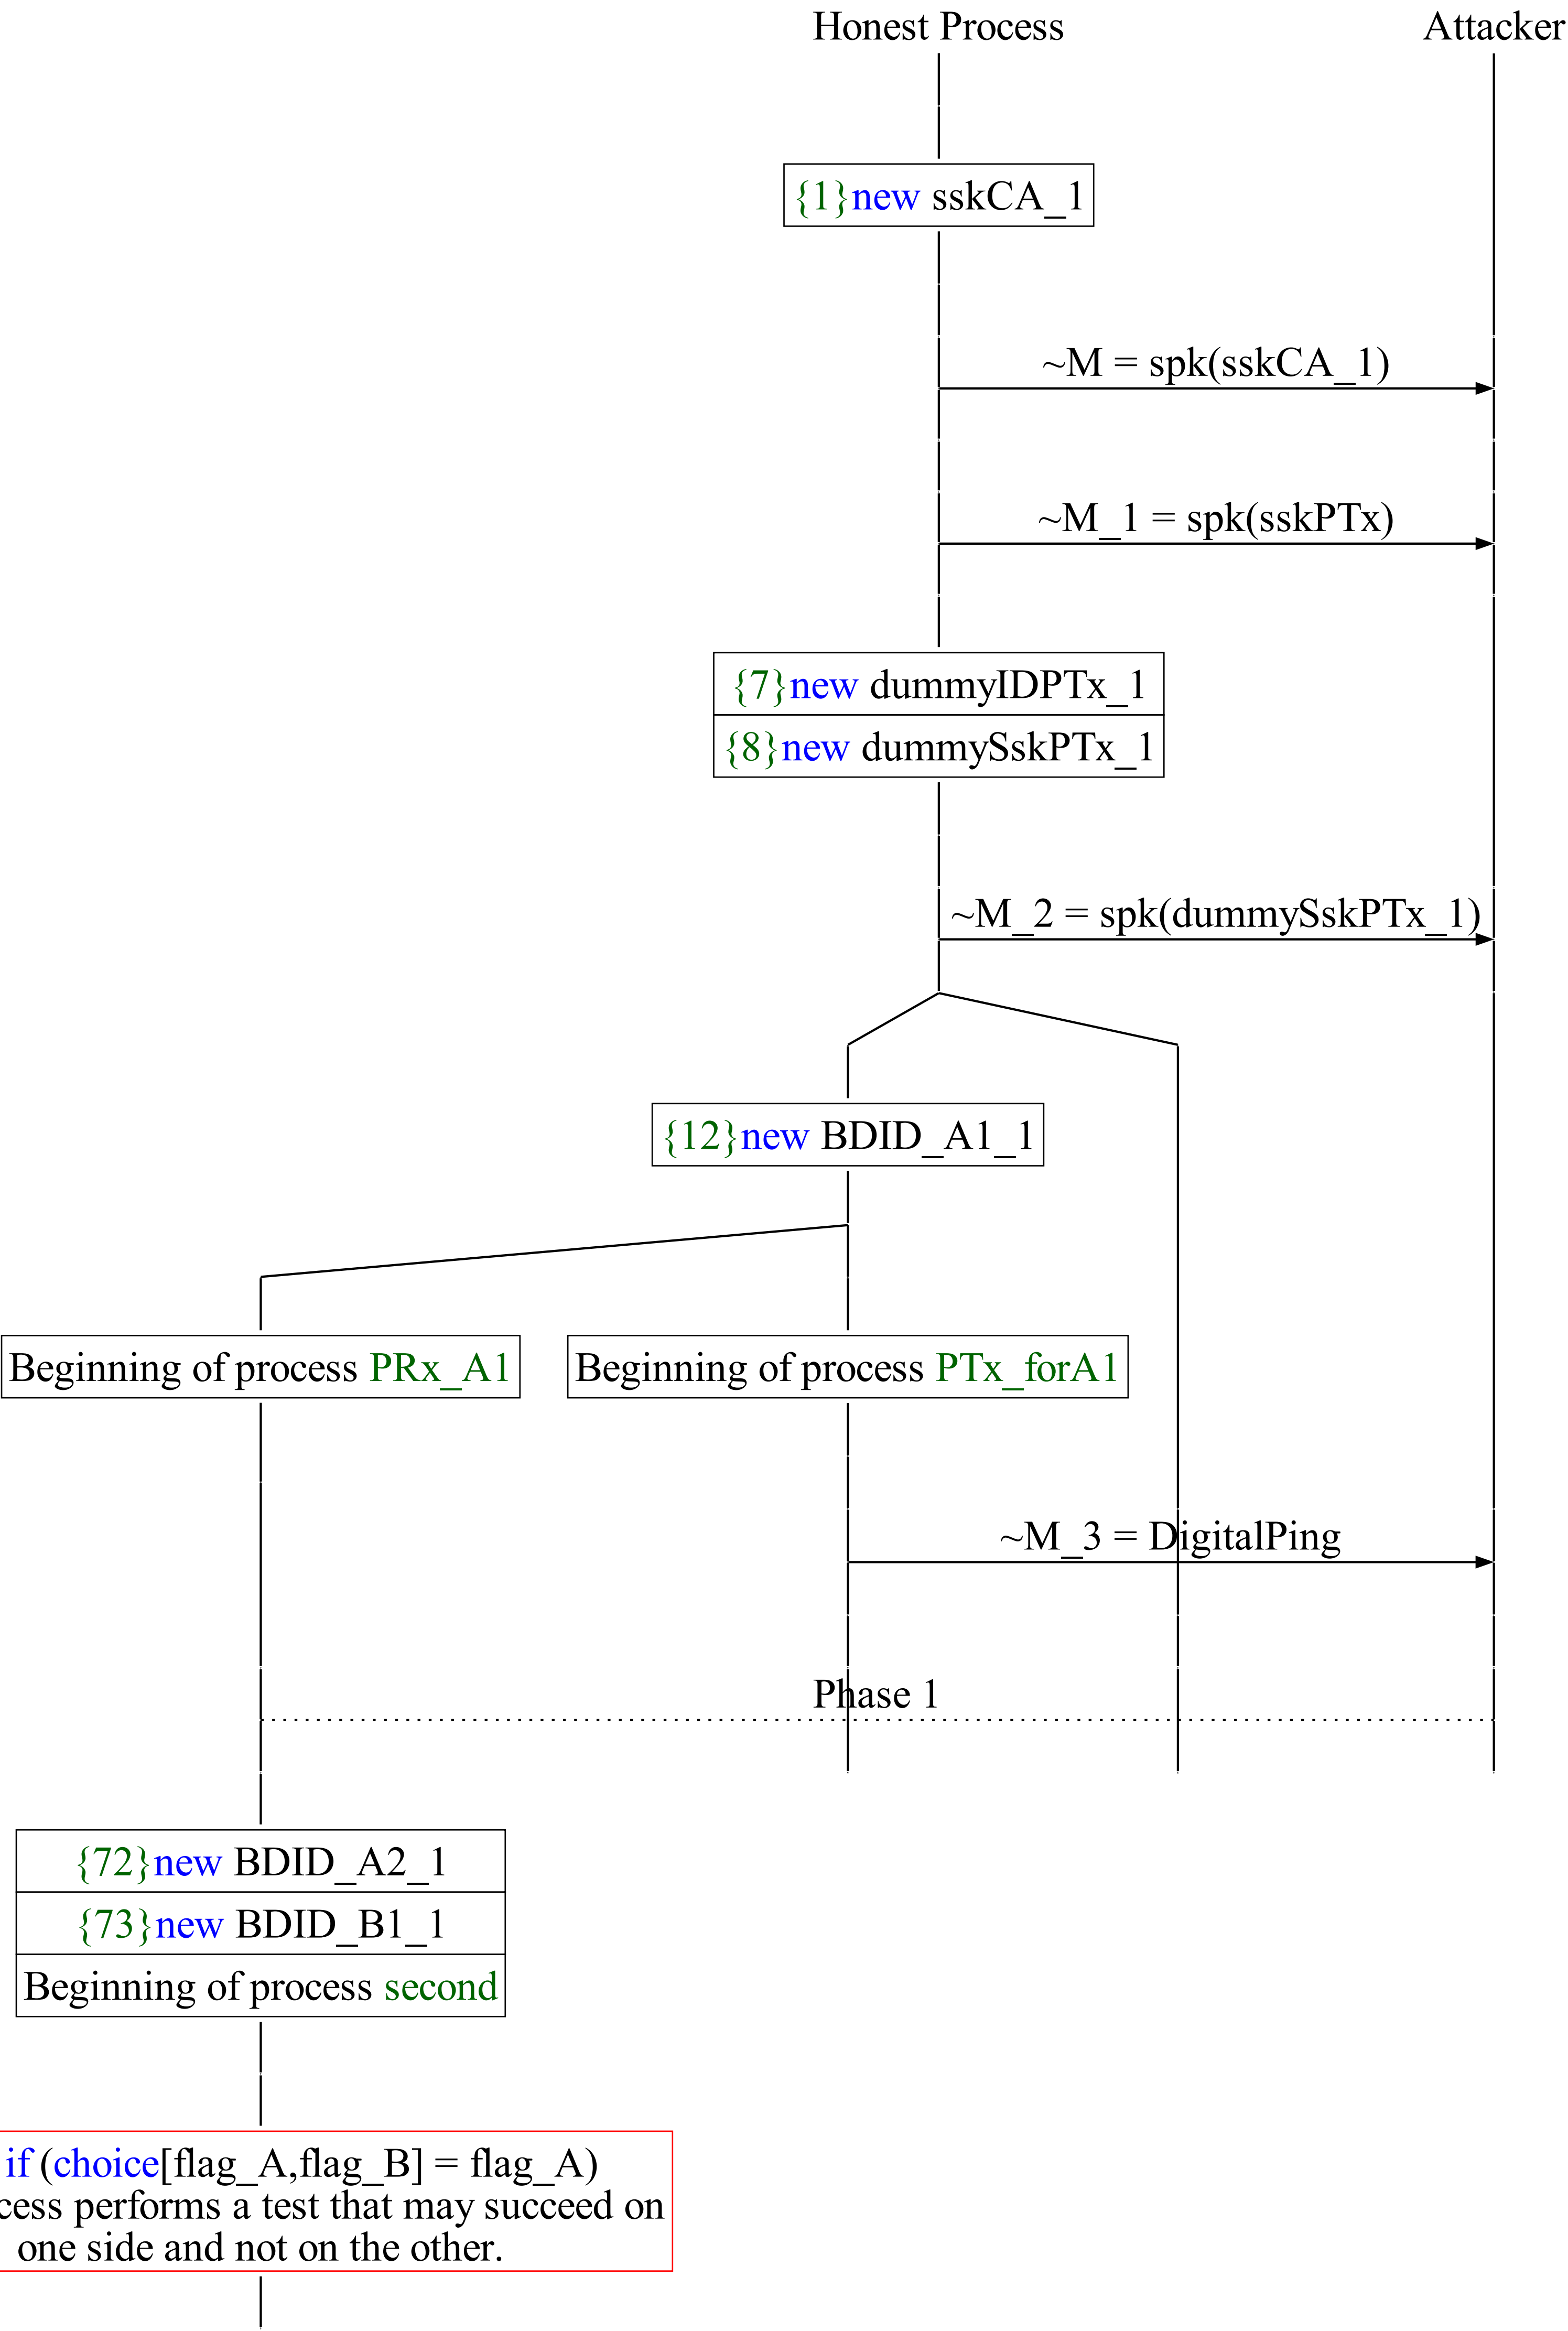 Honest Process
Attacker
{1}new sskCA_1
~M = spk(sskCA_1)
~M_1 = spk(sskPTx)
{7}new dummyIDPTx_1
{8}new dummySskPTx_1
~M_2 = spk(dummySskPTx_1)
{12}new BDID_A1_1
Beginning of process PRx_A1
Beginning of process PTx_forA1
~M_3 = DigitalPing
Phase 1
{72}new BDID_A2_1
{73}new BDID_B1_1
Beginning of process second
if (choice[flag_A,flag_B] = flag_A)
performs a test that may succeed on
one side and not on the other.